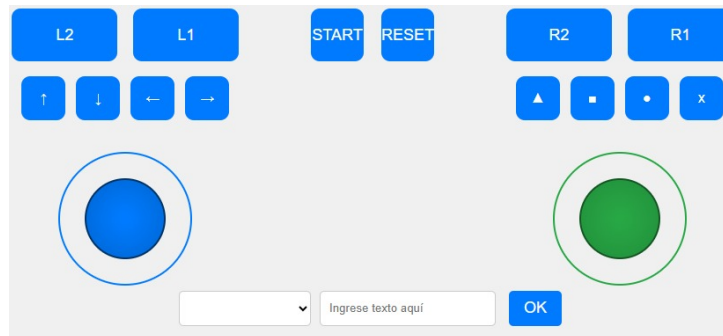 L2 L1 START RESET R2 R1
↑ ↓ ← → ▲ ■ ● x
Ingrese texto aquí OK